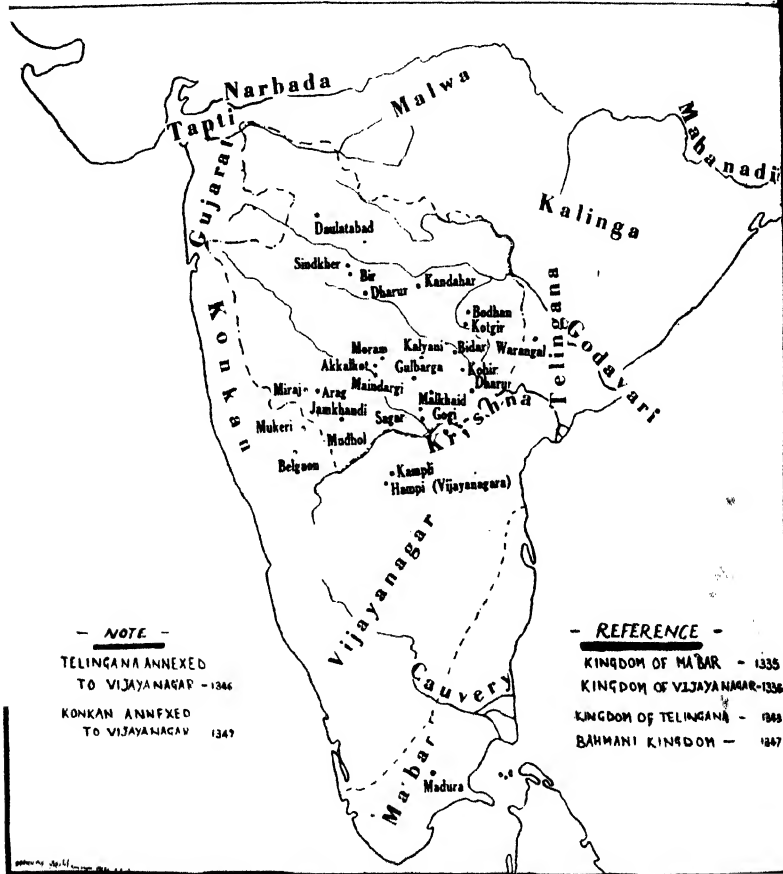 Narbada
Malwa
Tapti
Mahanadi
Gujarat
Kalinga
Daulatabad
Sindkher
Bir
Dharur
Kandahar
Telingana
Godavari
Konkan
Bodhan
Kotgir
Moram
Kalyani
Bidar
Warangal
Akkalkot
Gulbarga
Kohir
Maindargi
Dharur
Miraj
Arag
Malkhaid
Jamkhandi
Sagar
Gogi
Krishna
Mukeri
Mudhol
Belgaon
Kampli
Hampi (Vijayanagara)
Vijayanagar
Cauvery
Ma'bar
Madura
- NOTE -
TELINGANA ANNEXED
TO VIJAYANAGAR - 1346
KONKAN ANNEXED
TO VIJAYANAGAR 1347
- REFERENCE -
KINGDOM OF MA'BAR - 1335
KINGDOM OF VIJAYANAGAR - 1336
KINGDOM OF TELINGANA -
BAHMANI KINGDOM - 1347